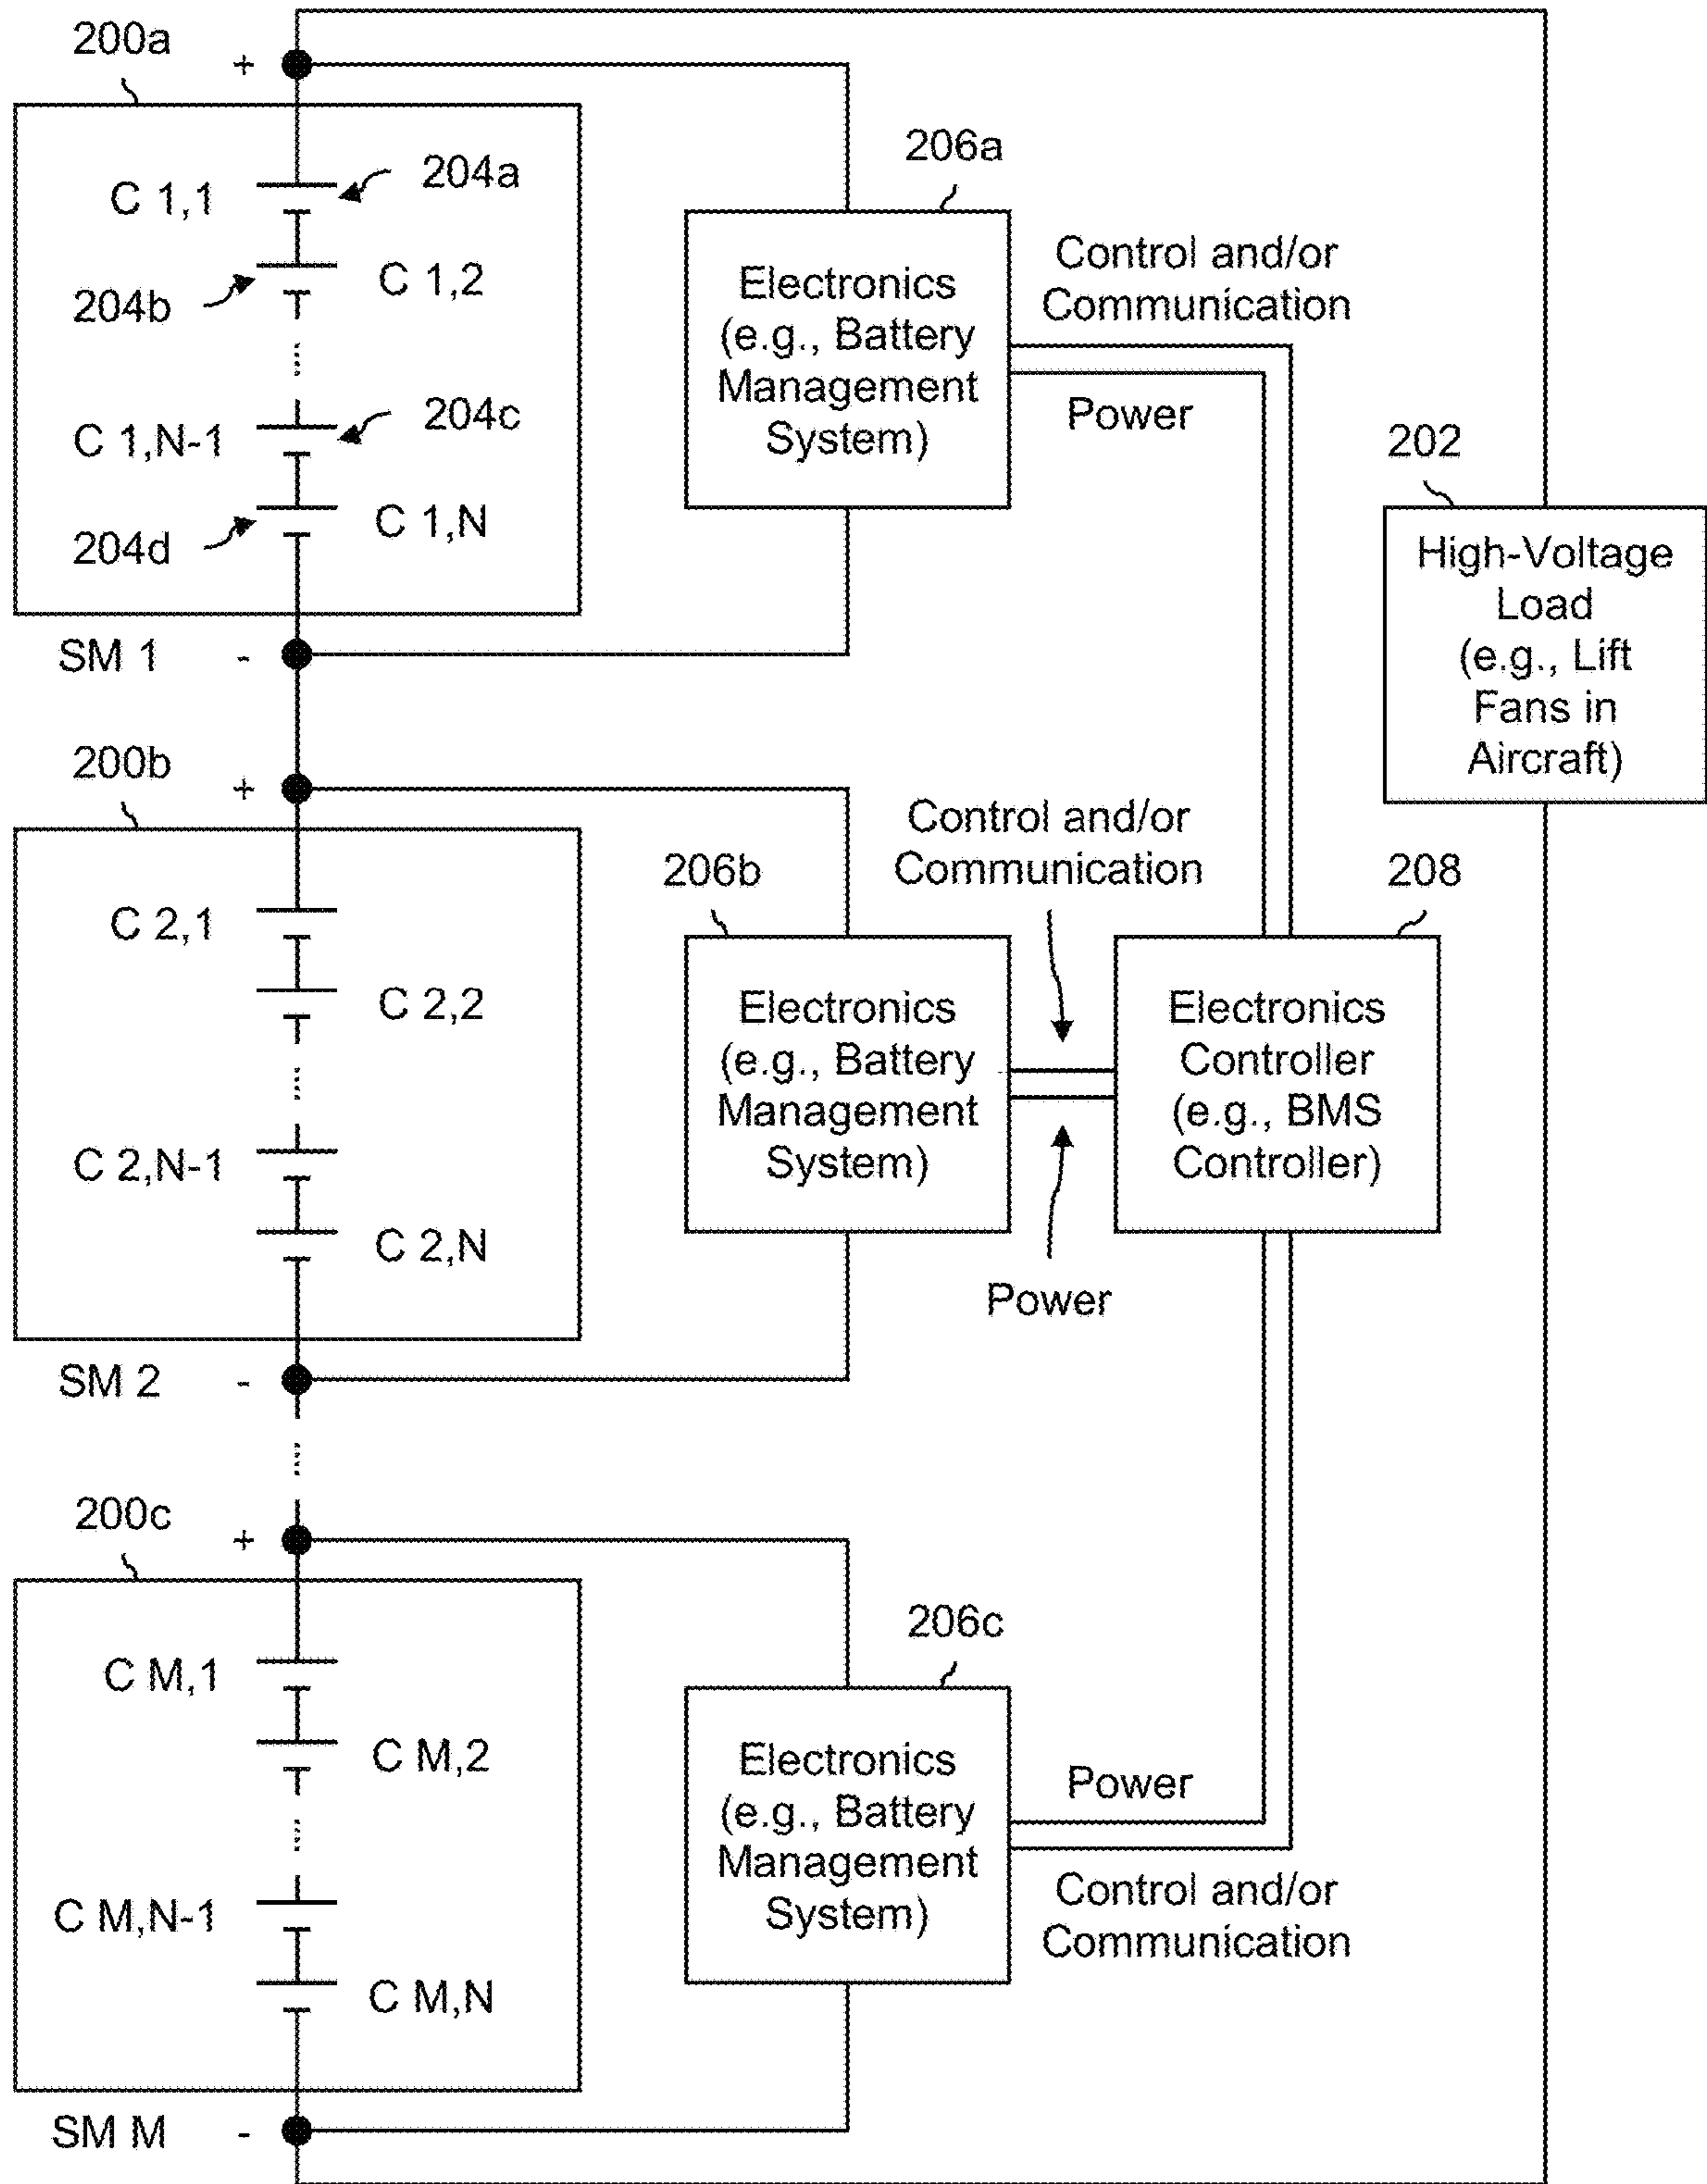 200a
+
206a
C 1,1
204a
204b
C 1,2
Electronics
(e.g., Battery
Management
System)
Control and/or
Communication
Power
C 1,N-1
204c
204d
C 1,N
202
High-Voltage
Load
(e.g., Lift
Fans in
Aircraft)
SM 1
-
200b
+
206b
Control and/or
Communication
208
C 2,1
C 2,2
Electronics
(e.g., Battery
Management
System)
Electronics
Controller
(e.g., BMS
Controller)
C 2,N-1
C 2,N
Power
SM 2
-
200c
+
206c
C M,1
C M,2
Electronics
(e.g., Battery
Management
System)
Power
Control and/or
Communication
C M,N-1
C M,N
SM M
-